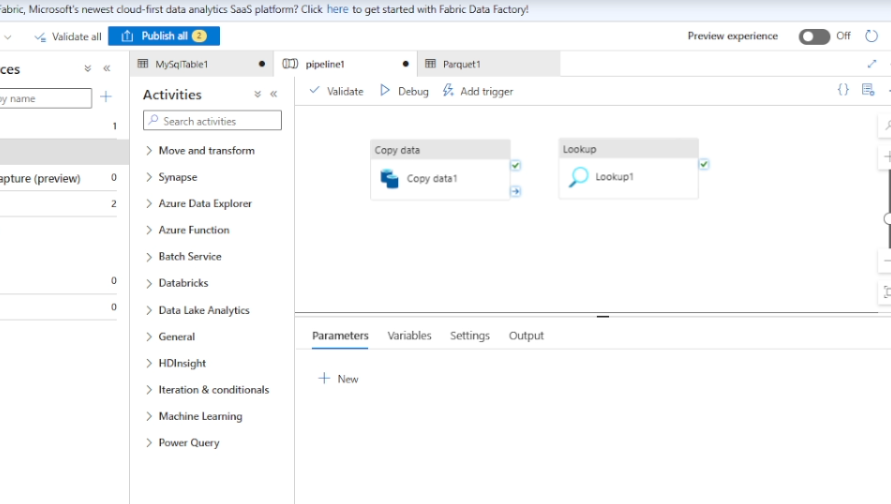 abric, Microsoft's newest cloud-first data analytics SaaS platform? Click here to get started with Fabric Data Factory!
Validate all
Publish all 2
Preview experience
Off
ces
by name
1
apture (preview) 0
2
0
0
MySqlTable1
pipeline1
Parquet1
Activities
Search activities
Move and transform
Synapse
Azure Data Explorer
Azure Function
Batch Service
Databricks
Data Lake Analytics
General
HDInsight
Iteration & conditionals
Machine Learning
Power Query
Validate
Debug
Add trigger
{}
Copy data
Copy data1
Lookup
Lookup1
Parameters Variables Settings Output
New